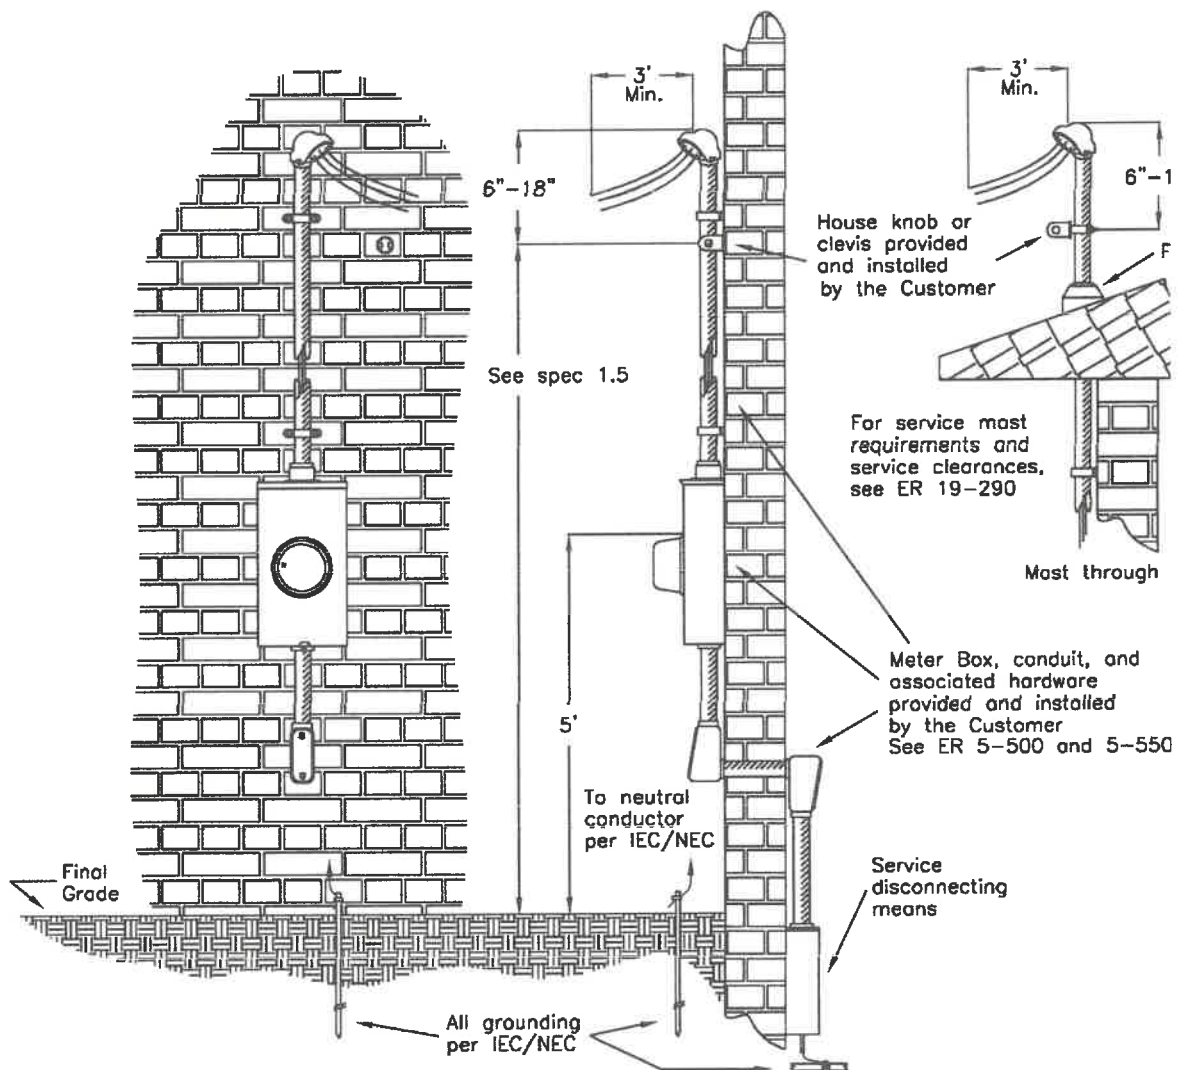 3'
Min.
3'
Min.
6"-18"
6"-1
House knob or
clevis provided
and installed
by the Customer
F
See spec 1.5
For service mast
requirements and
service clearances,
see ER 19-290
Mast through
Meter Box, conduit, and
associated hardware
provided and installed
by the Customer
See ER 5-500 and 5-550
5'
To neutral
conductor
per IEC/NEC
Final
Grade
Service
disconnecting
means
All grounding
per IEC/NEC